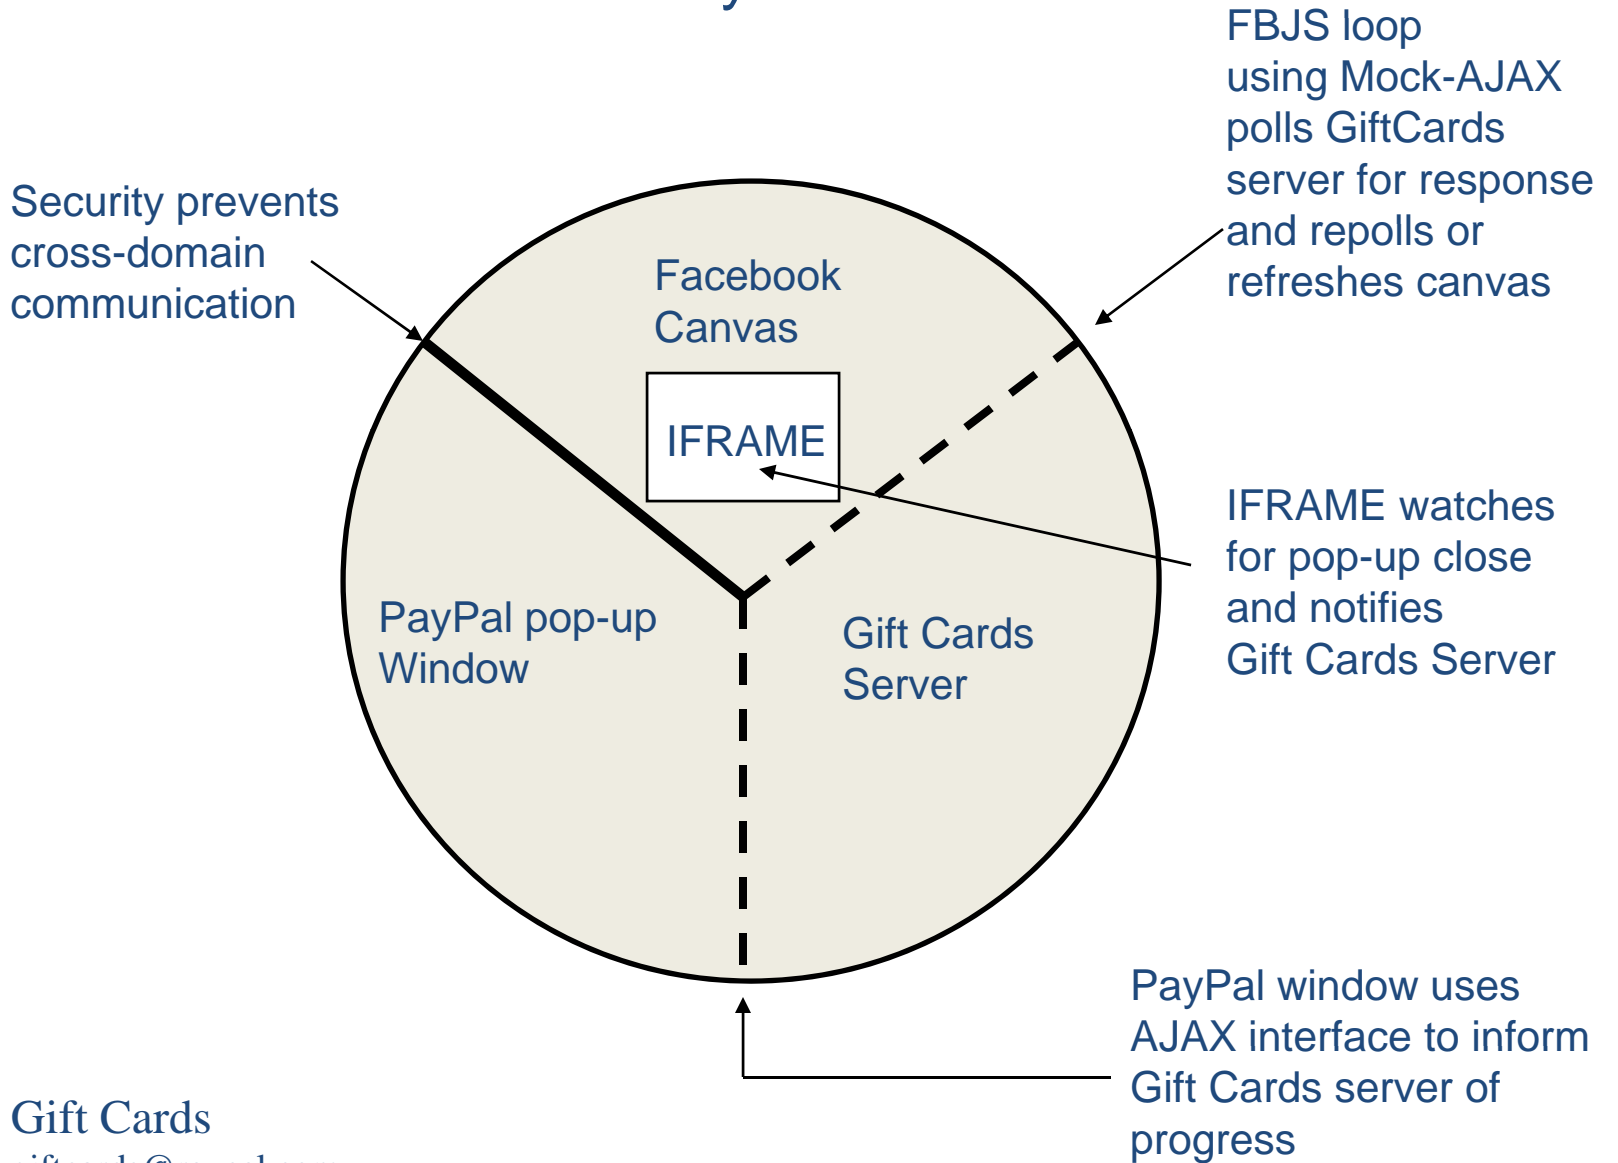 FBJS loop
using Mock-AJAX
polls GiftCards
server for response
and repolls or
refreshes canvas
Security prevents
cross-domain
communication
Facebook
Canvas
IFRAME
IFRAME watches
for pop-up close
and notifies
Gift Cards Server
PayPal pop-up
Window
Gift Cards
Server
PayPal window uses
AJAX interface to inform
Gift Cards server of
progress
Gift Cards